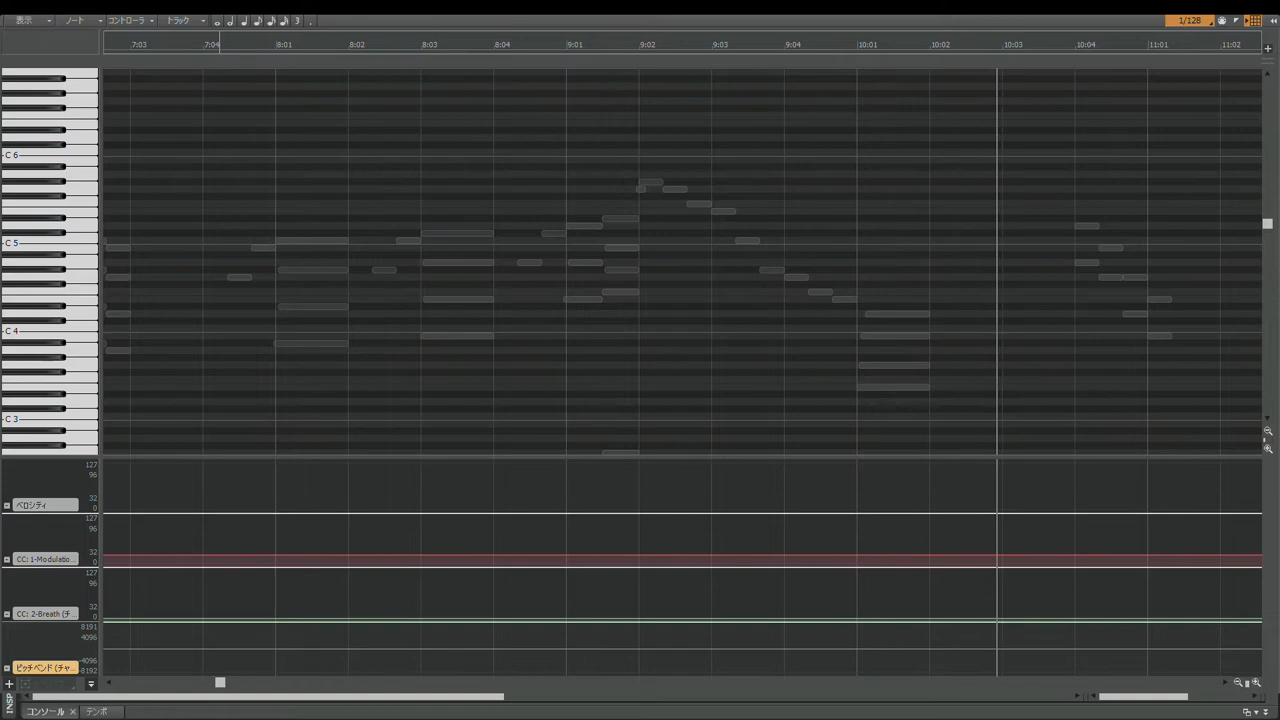 表示 ノート コントローラ トラック 3 . 1/128
7:03 7:04 8:01 8:02 8:03 8:04 9:01 9:02 9:03 9:04 10:01 10:02 10:03 10:04 11:01 11:02
C 6
C 5
C 4
C 3
127
96
32
ベロシティ
0
127
96
32
CC: 1-Modulatio...
0
127
96
32
CC: 2-Breath (チ
0
8191
4096
-4096
ピッチベンド (チャ...
-8192
INSP
コンソール × テンポ